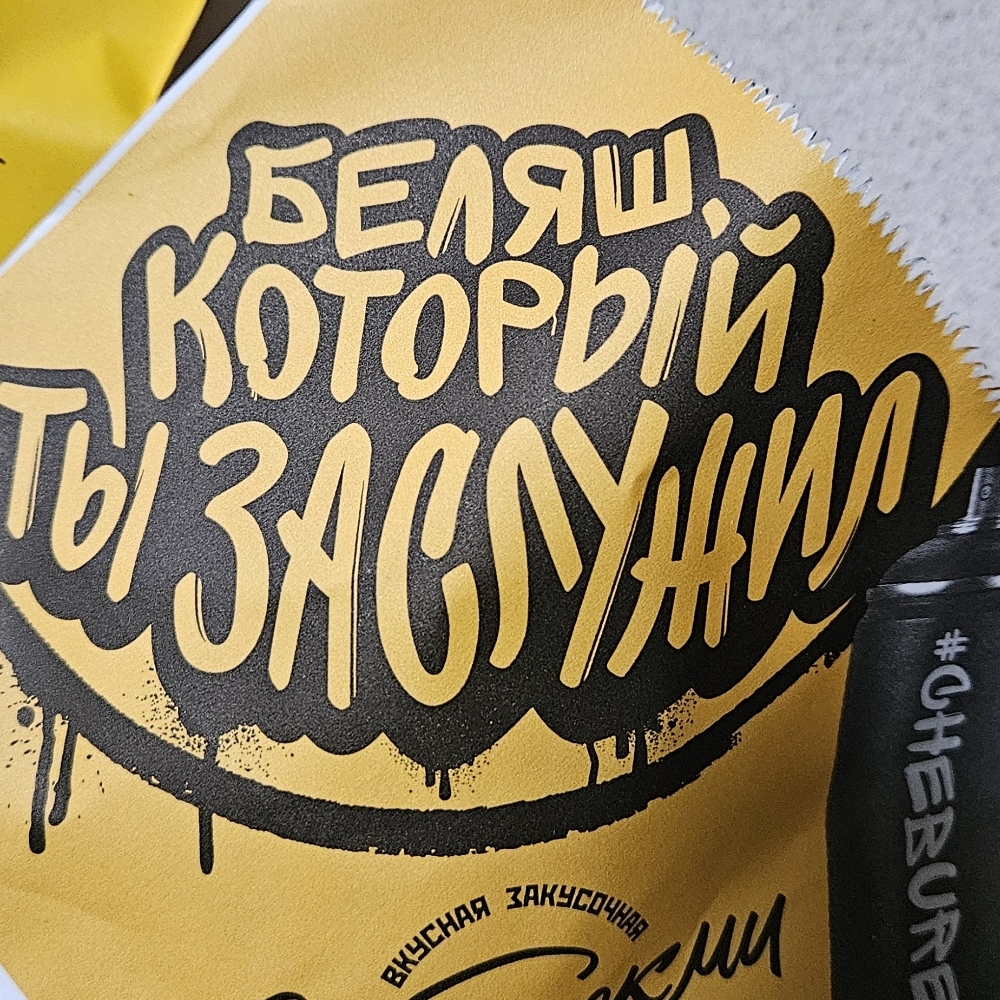 БЕЛЯШ,
КОТОРЫЙ
ТЫ ЗАСЛУЖИЛ
ВКУСНАЯ ЗАКУСОЧНАЯ
#CHEBURE